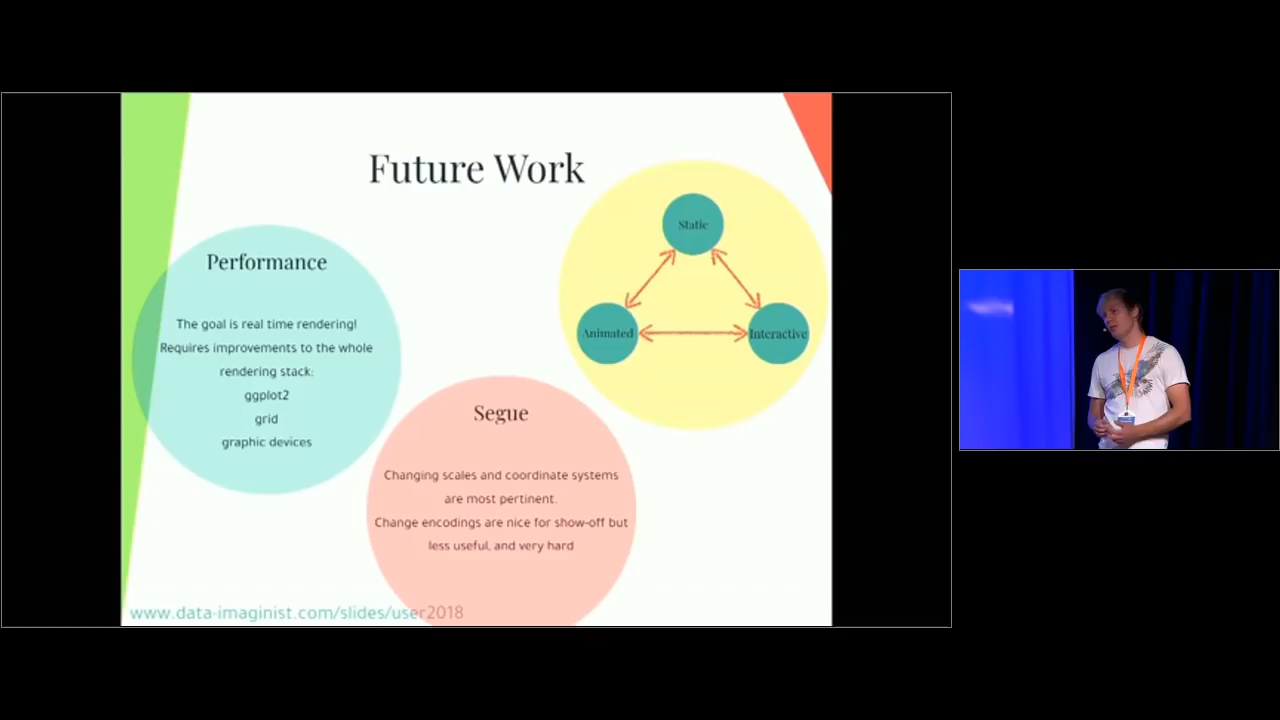 Future Work
Performance
The goal is real time rendering!
Requires improvements to the whole
rendering stack:
ggplot2
grid
graphic devices
Segue
Changing scales and coordinate systems
are most pertinent.
Change encodings are nice for show-off but
less useful, and very hard
Static
Animated
Interactive
www.data-imaginist.com/slides/user2018